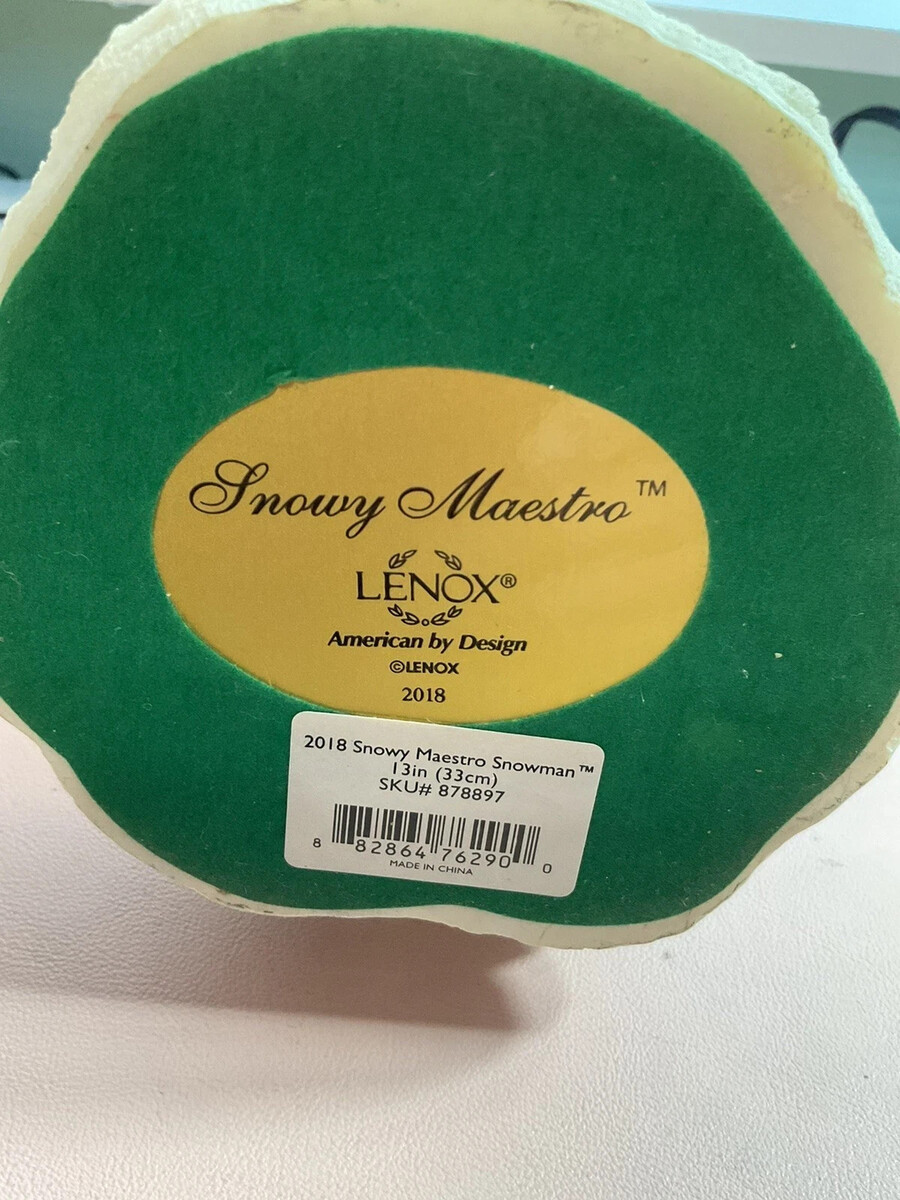 Snowy Maestro™
LENOX®
American by Design
©LENOX
2018
2018 Snowy Maestro Snowman™
13in (33cm)
SKU# 878897
8 82864 76290 0
MADE IN CHINA